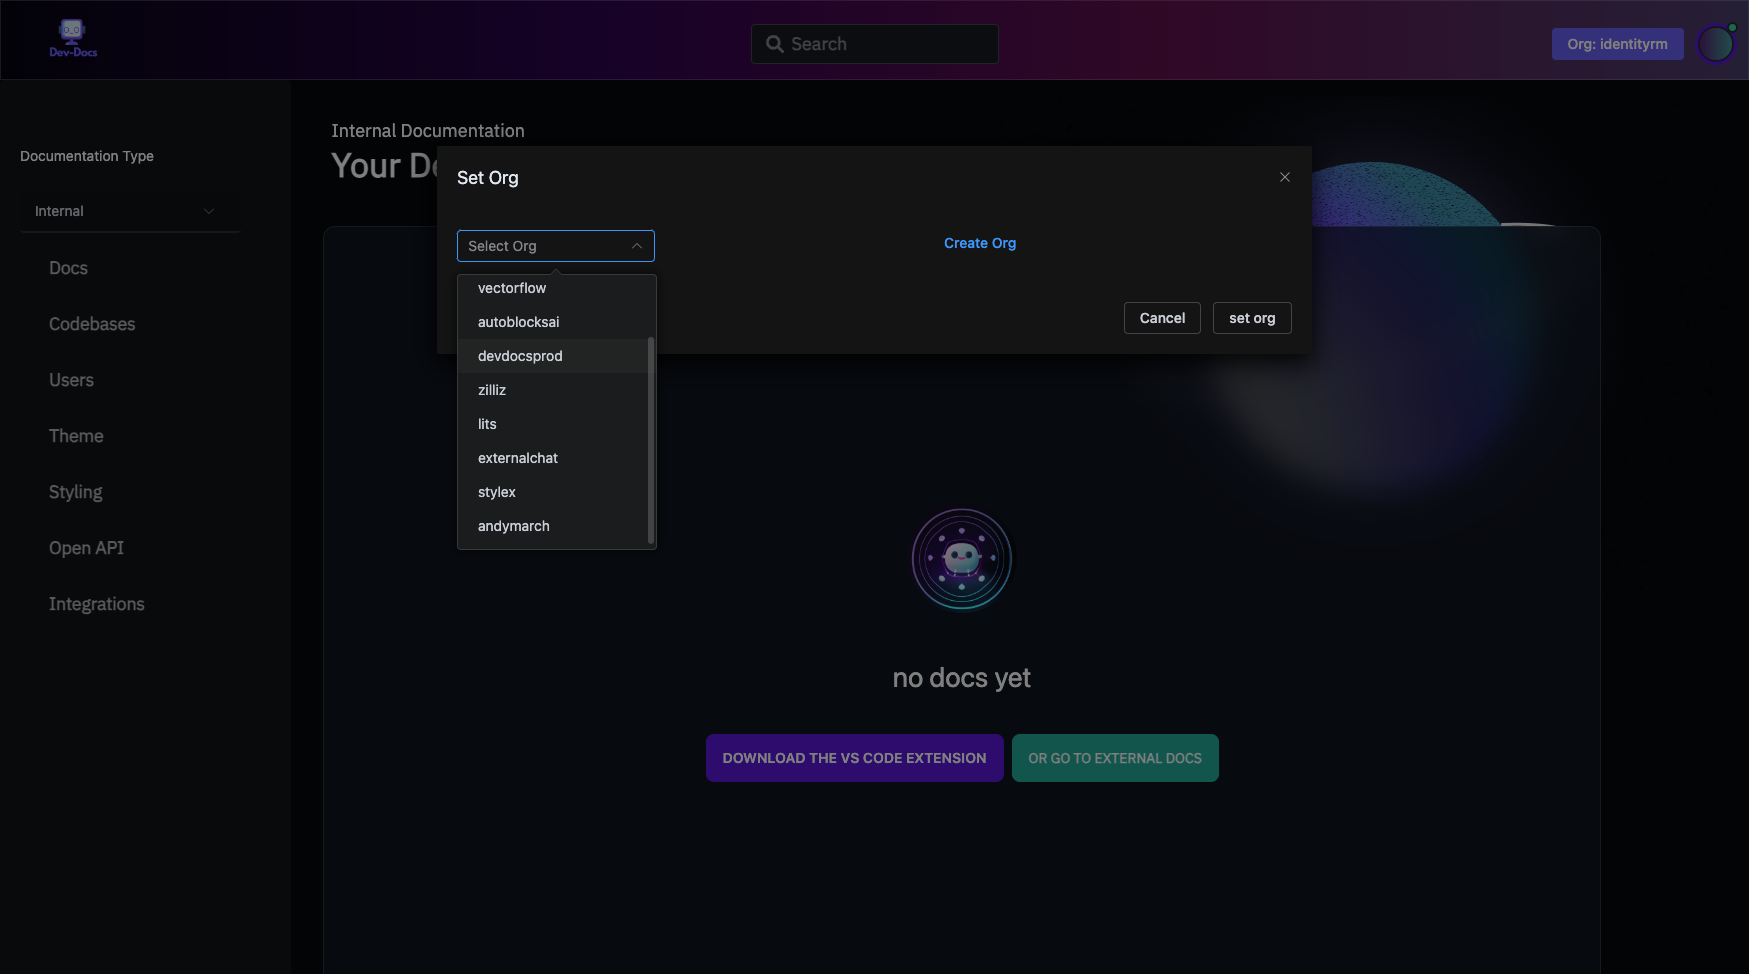 Dev-Docs
Search
Org: identityrm
Documentation Type
Internal
Docs
Codebases
Users
Theme
Styling
Open API
Integrations
Internal Documentation
Your D
Set Org
Select Org
Create Org
vectorflow
autoblocksai
devdocsprod
zilliz
lits
externalchat
stylex
andymarch
Cancel
set org
no docs yet
DOWNLOAD THE VS CODE EXTENSION
OR GO TO EXTERNAL DOCS